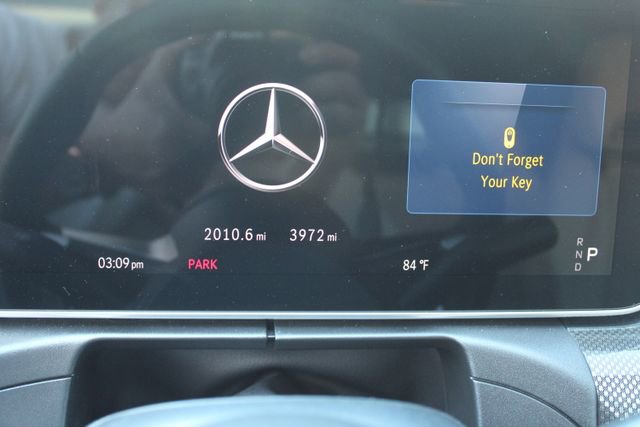 Don't Forget
Your Key
2010.6 mi 3972 mi
03:09 pm PARK 84 °F
R
N P
D